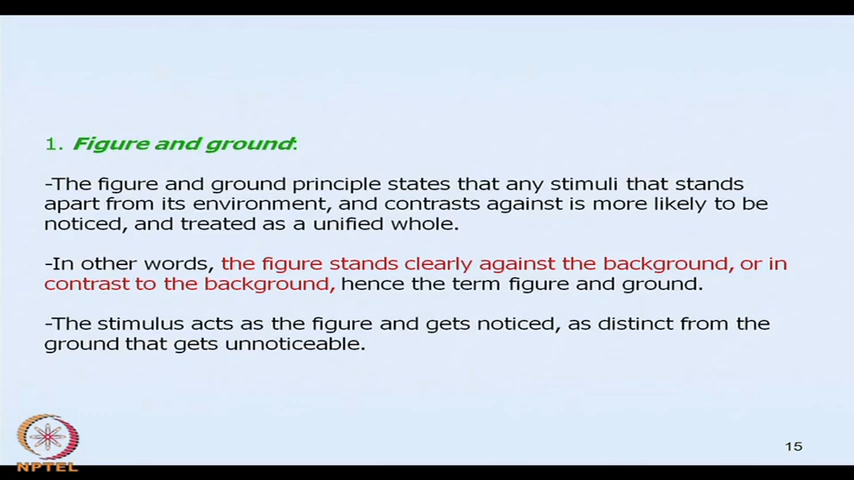 1. Figure and ground:
-The figure and ground principle states that any stimuli that stands
apart from its environment, and contrasts against is more likely to be
noticed, and treated as a unified whole.
-In other words, the figure stands clearly against the background, or in
contrast to the background, hence the term figure and ground.
-The stimulus acts as the figure and gets noticed, as distinct from the
ground that gets unnoticeable.
15
NPTEL